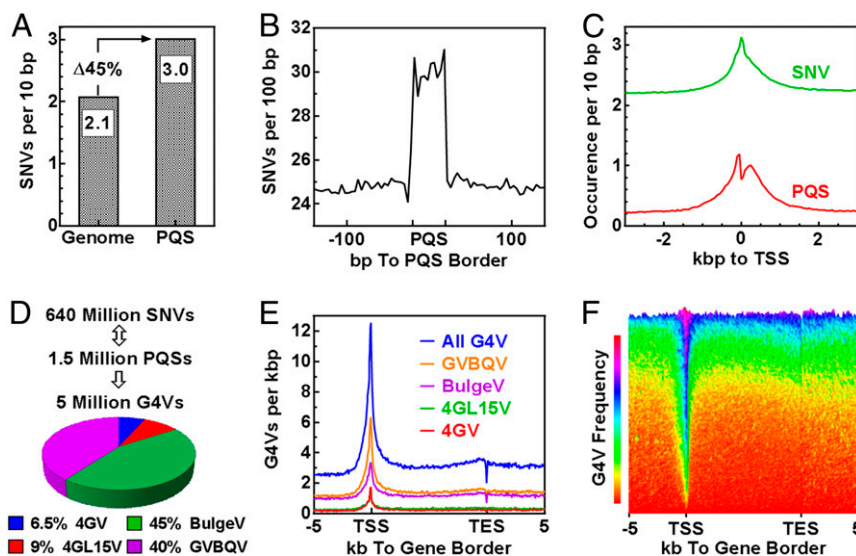 A
SNVs per 10 bp
3
2
1
0
Δ45%
2.1
3.0
Genome
PQS
B
SNVs per 100 bp
32
30
28
26
24
-100
PQS
100
bp To PQS Border
C
Occurence per 10 bp
3
2
1
0
SNV
PQS
-2
0
2
kbp to TSS
D
640 Million SNVs
1.5 Million PQSs
5 Million G4Vs
6.5% 4GV
45% BulgeV
9% 4GL15V
40% GVBQV
E
G4Vs per kbp
12
10
8
6
4
2
0
All G4V
GVBQV
BulgeV
4GL15V
4GV
-5
TSS
TES
5
kb To Gene Border
F
G4V Frequency
-5
TSS
TES
5
kb To Gene Border